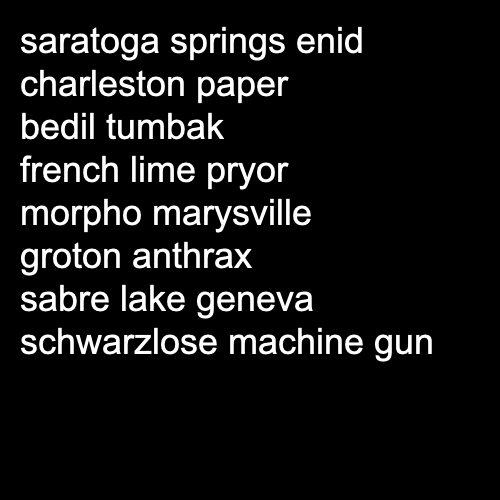 saratoga springs enid
charleston paper
bedil tumbak
french lime pryor
morpho marysville
groton anthrax
sabre lake geneva
schwarzlose machine gun